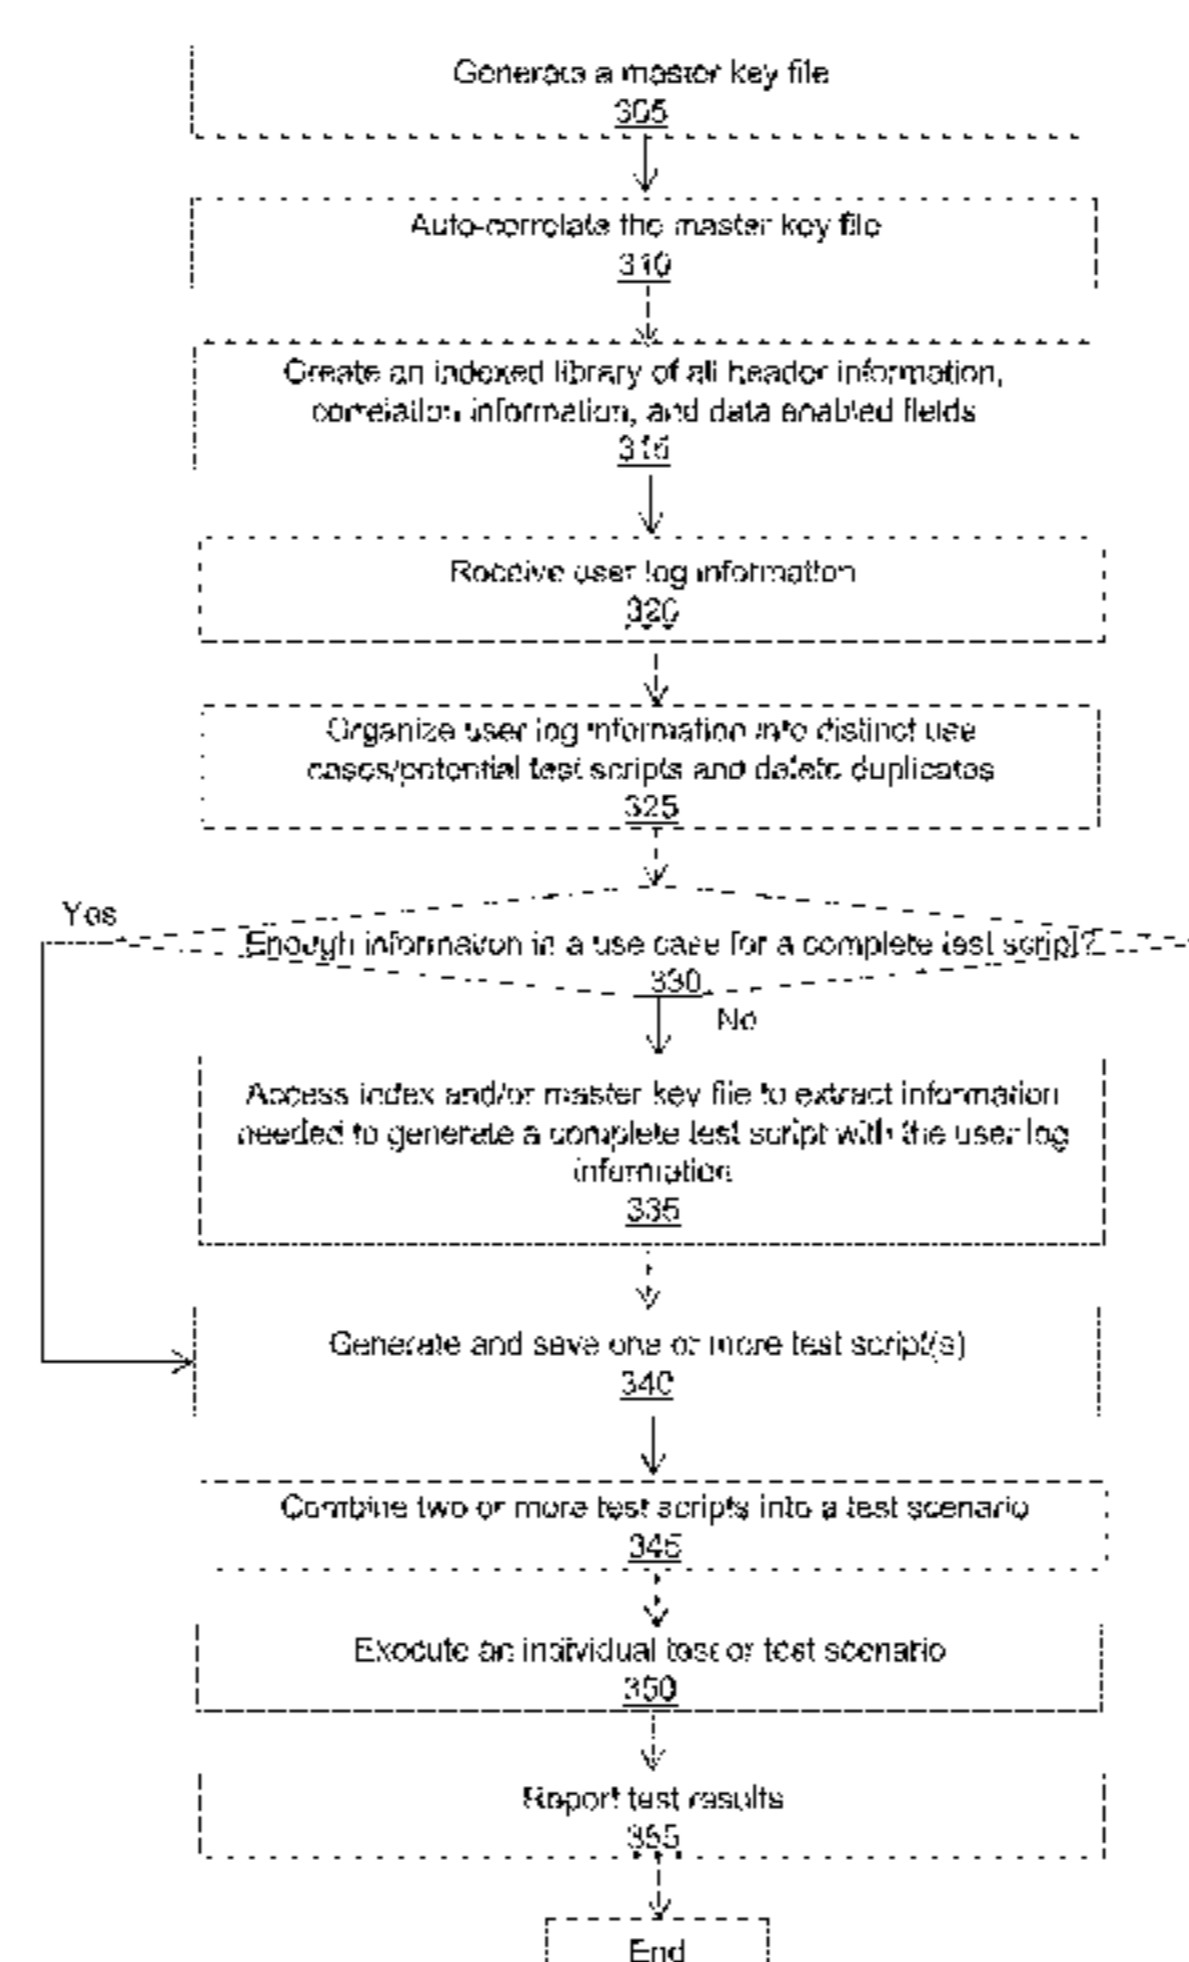 Generate a master key file
305
Auto-correlate the master key file
310
Create an indexed library of all header information,
correlation information, and data enabled fields
315
Receive user log information
320
Organize user log information into distinct use
cases/potential test scripts and delete duplicates
325
Yes
Enough information in a use case for a complete test script?
330
No
Access index and/or master key file to extract information
needed to generate a complete test script with the user log
information
335
Generate and save one or more test script(s)
340
Combine two or more test scripts into a test scenario
345
Execute an individual test or test scenario
350
Report test results
355
End